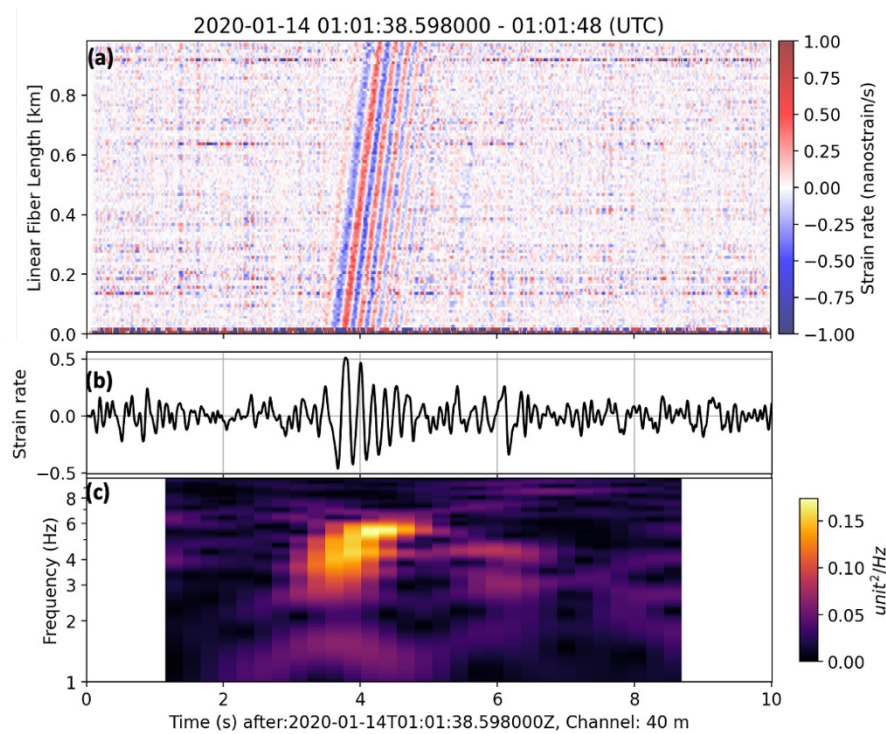 2020-01-14 01:01:38.598000 - 01:01:48 (UTC)
(a)
Linear Fiber Length [km]
0.8
0.6
0.4
0.2
0.0
1.00
0.75
0.50
0.25
0.00
−0.25
−0.50
−0.75
−1.00
Strain rate (nanostrain/s)
(b)
Strain rate
0.5
0.0
−0.5
(c)
Frequency (Hz)
8
6
4
3
2
1
0.15
0.10
0.05
0.00
unit²/Hz
0 2 4 6 8 10
Time (s) after:2020-01-14T01:01:38.598000Z, Channel: 40 m